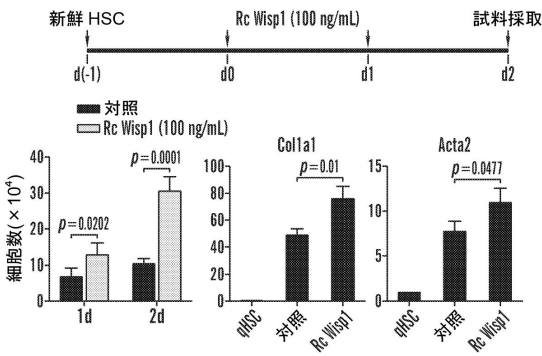 新鮮 HSC
Rc Wisp1 (100 ng/mL)
試料採取
d(-1)
d0
d1
d2
対照
Rc Wisp1 (100 ng/mL)
細胞数(×10⁴)
40
30
20
10
0
p=0.0202
p=0.0001
1d
2d
Col1a1
100
80
60
40
20
0
p=0.01
qHSC
対照
Rc Wisp1
Acta2
15
10
5
0
p=0.0477
qHSC
対照
Rc Wisp1